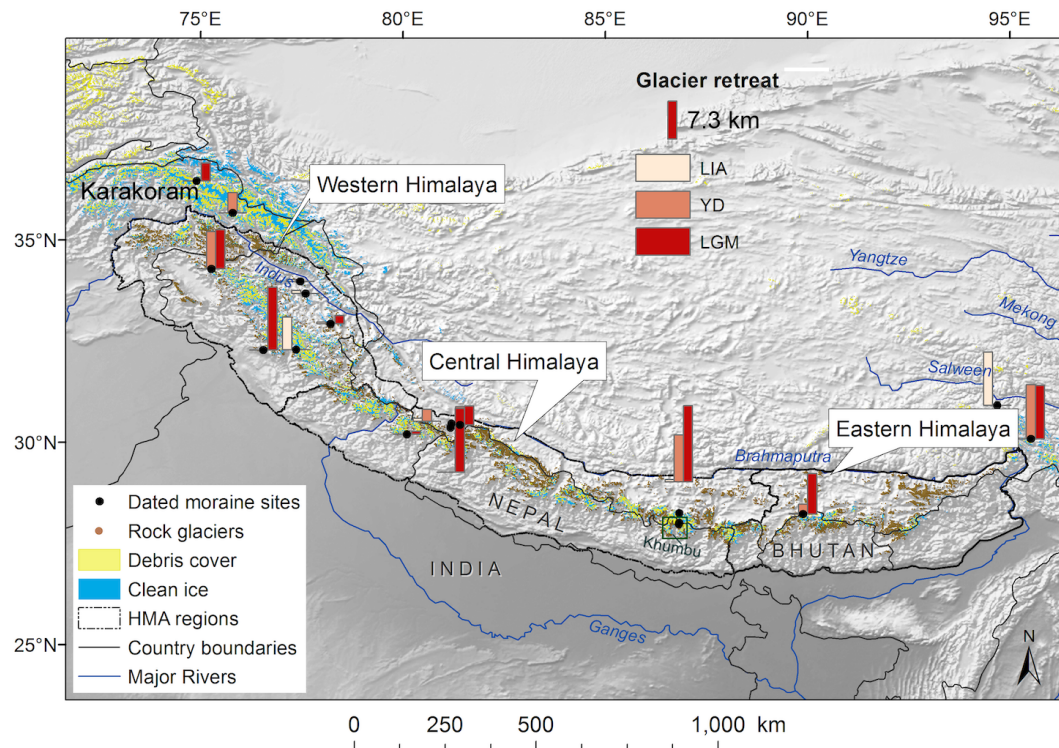 75°E
80°E
85°E
90°E
95°E
35°N
30°N
25°N
Glacier retreat
7.3 km
LIA
YD
LGM
Karakoram
Western Himalaya
Indus
Yangtze
Mekong
Salween
Central Himalaya
Eastern Himalaya
Brahmaputra
NEPAL
Khumbu
BHUTAN
INDIA
Ganges
Dated moraine sites
Rock glaciers
Debris cover
Clean ice
HMA regions
Country boundaries
Major Rivers
N
0 250 500 1,000 km